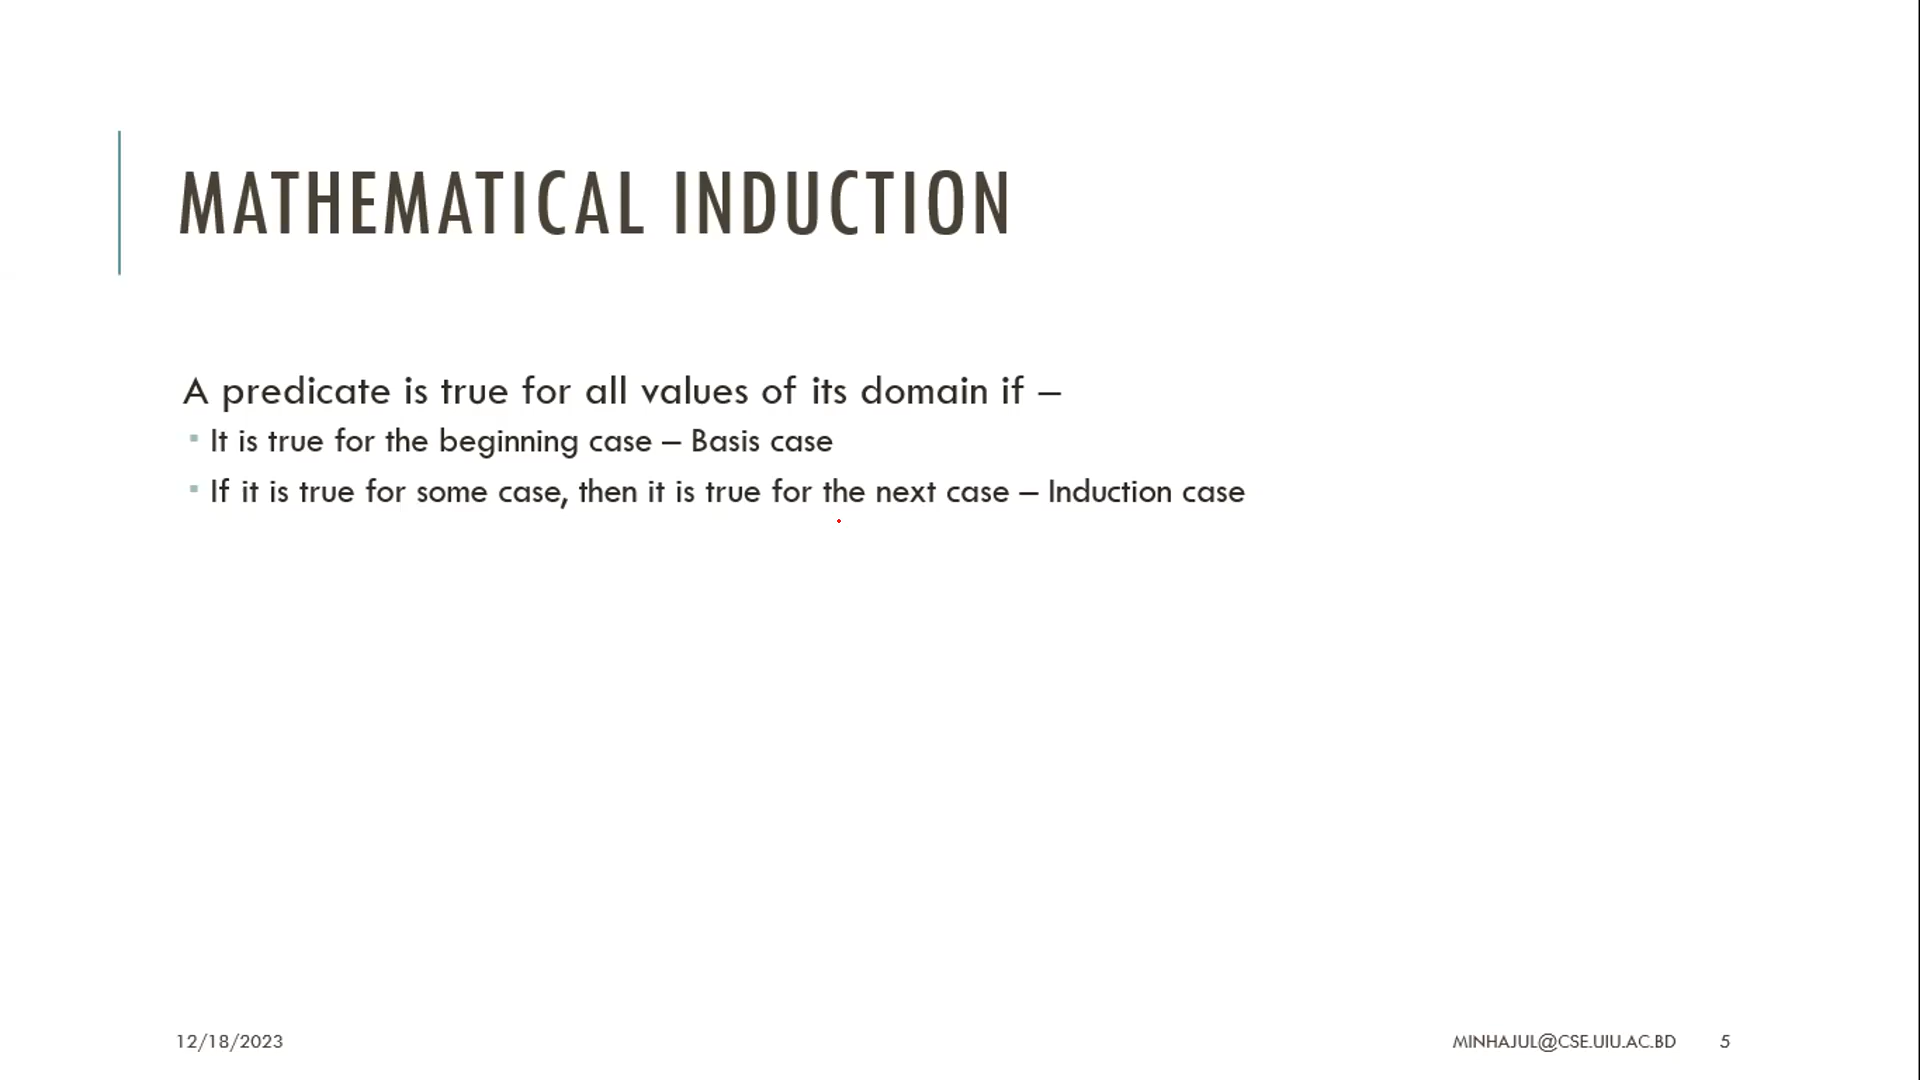 MATHEMATICAL INDUCTION
A predicate is true for all values of its domain if –
▪ It is true for the beginning case – Basis case
▪ If it is true for some case, then it is true for the next case – Induction case
12/18/2023
MINHAJUL@CSE.UIU.AC.BD 5